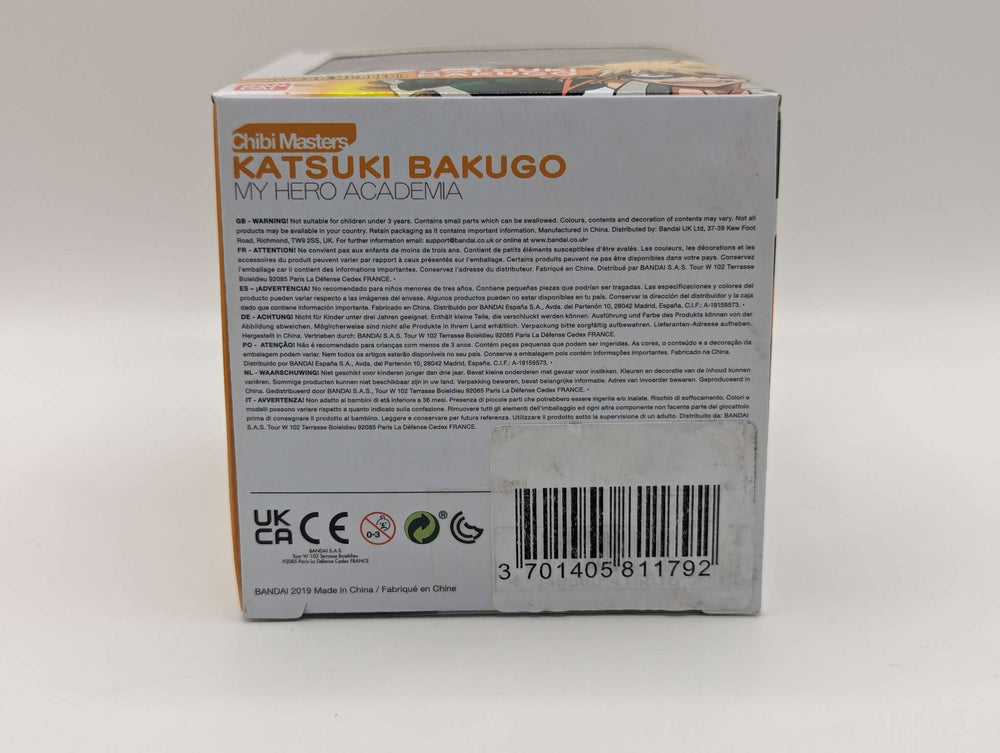 BAKUGO
Chibi Masters
KATSUKI BAKUGO
MY HERO ACADEMIA
GB - WARNING! Not suitable for children under 3 years. Contains small parts which can be swallowed. Colours, contents and decoration of contents may vary. Not all
products may be available in your country. Retain packaging as it contains important information. Manufactured in China. Distributed by: Bandai UK Ltd, 37-39 Kew Foot
Road, Richmond, TW9 2SS, UK. For further information email: support@bandai.co.uk or online at www.bandai.co.uk•
FR - ATTENTION! Ne convient pas aux enfants de moins de trois ans. Contient de petits éléments susceptibles d'être avalés. Les couleurs, les décorations et les
accessoires du produit peuvent varier par rapport à ceux présentés sur l'emballage. Certains produits peuvent ne pas être disponibles dans votre pays. Conservez
l'emballage car il contient des informations importantes. Conservez l'adresse du distributeur. Fabriqué en Chine. Distribué par BANDAI S.A.S. Tour W 102 Terrasse
Boieldieu 92085 Paris La Défense Cedex FRANCE. •
ES – ¡ADVERTENCIA! No recomendado para niños menores de tres años. Contiene pequeñas piezas que podrían ser tragadas. Las especificaciones y colores del
producto pueden variar respecto a las imágenes del envase. Algunos productos pueden no estar disponibles en tu país. Conservar la dirección del distribuidor y la caja
dado que contiene información importante. Fabricado en China. Distribuido por BANDAI España S.A., Avda. del Partenón 10, 28042 Madrid, España, C.I.F.: A-19159573. •
DE - ACHTUNG! Nicht für Kinder unter drei Jahren geeignet. Enthält kleine Teile, die verschluckt werden können. Ausführung und Farbe des Produkts können von der
Abbildung abweichen. Möglicherweise sind nicht alle Produkte in Ihrem Land erhältlich. Verpackung bitte sorgfältig aufbewahren. Lieferanten-Adresse aufheben.
Hergestellt in China. Vertrieben durch: BANDAI S.A.S. Tour W 102 Terrasse Boieldieu 92085 Paris La Défense Cedex FRANCE.
PO - ATENÇÃO! Não é recomendado para crianças com menos de 3 anos. Contém peças pequenas que podem ser ingeridas. As cores, o conteúdo e a decoração da
embalagem podem variar. Nem todos os artigos estarão disponíveis no seu país. Conserve a embalagem pois contém informações importantes. Fabricado na China.
Distribuído por BANDAI España S.A., Avda. del Partenón 10, 28042 Madrid, España. C.I.F.: A-19159573. •
NL - WAARSCHUWING! Niet geschikt voor kinderen jonger dan drie jaar. Bevat kleine onderdelen met gevaar voor inslikken. Kleuren en decoratie van de inhoud kunnen
variëren. Sommige producten kunnen niet beschikbaar zijn in uw land. Verpakking bewaren, bevat belangrijke informatie. Adres van invoerder bewaren. Geproduceerd in
China. Gedistribueerd door BANDAI S.A.S., Tour W 102 Terrasse Boieldieu 92085 Paris La Défense Cedex FRANCE.
IT - AVVERTENZA! Non adatto ai bambini di età inferiore a 36 mesi. Presenza di piccole parti che potrebbero essere ingerite e/o inalate. Rischio di soffocamento. Colori e
modelli possono variare rispetto a quanto indicato sulla confezione. Rimuovere tutti gli elementi dell'imballaggio ed ogni altra componente non facente parte del giocattolo
prima di consegnare il prodotto al bambino. Leggere e conservare per futura referenza. Utilizzare il prodotto sotto la supervisione di un adulto. Distribuito da: BANDAI
S.A.S. Tour W 102 Terrasse Boieldieu 92085 Paris La Défense Cedex FRANCE.
UK
CA CE 0-3 ®
BANDAI S.A.S.
Tour W 102 Terrasse Boieldieu
92085 Paris La Défense Cedex FRANCE
3 701405 811792
BANDAI 2019 Made in China / Fabriqué en Chine